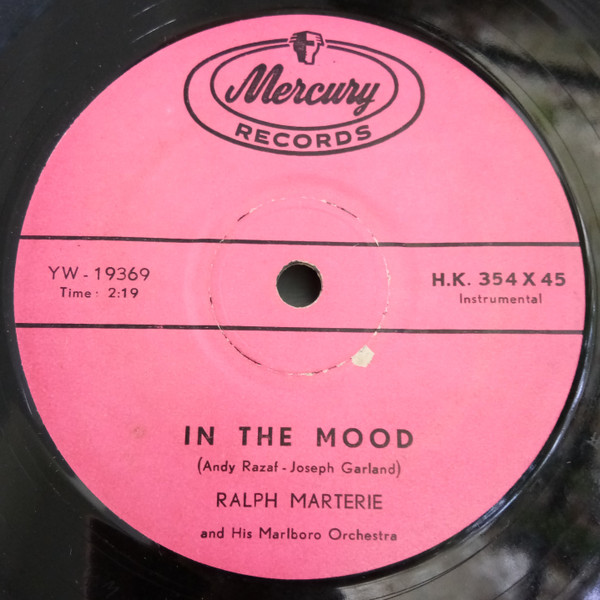 Mercury
RECORDS
YW - 19369
Time : 2:19
H.K. 354 X 45
Instrumental
IN THE MOOD
(Andy Razaf - Joseph Garland)
RALPH MARTERIE
and His Marlboro Orchestra